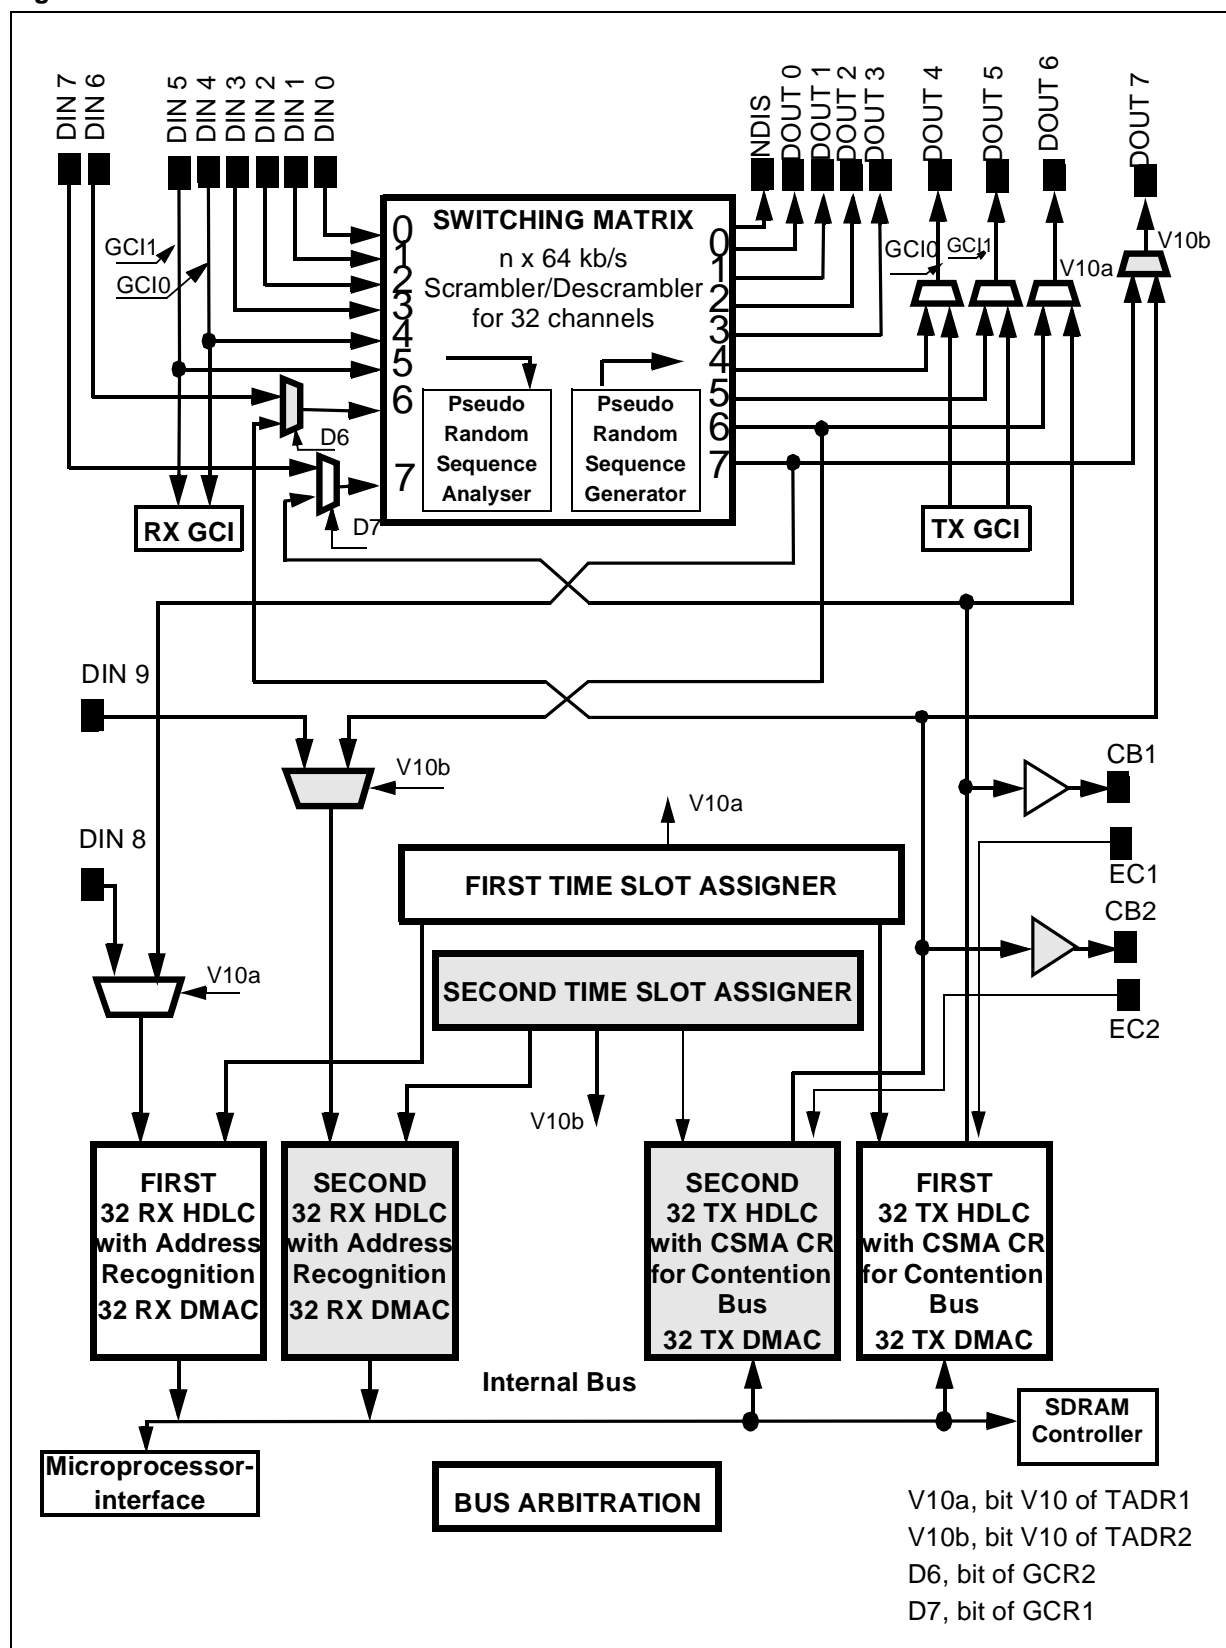 DIN 7
DIN 6
DIN 5
DIN 4
DIN 3
DIN 2
DIN 1
DIN 0
NDIS
DOUT 0
DOUT 1
DOUT 2
DOUT 3
DOUT 4
DOUT 5
DOUT 6
DOUT 7
SWITCHING MATRIX
n x 64 kb/s
Scrambler/Descrambler
for 32 channels
0
1
2
3
4
5
6
7
0
1
2
3
4
5
6
7
GCI1
GCI0
GCI0
GCI1
V10a
V10b
Pseudo
Random
Sequence
Analyser
Pseudo
Random
Sequence
Generator
D6
D7
RX GCI
TX GCI
DIN 9
V10b
CB1
DIN 8
V10a
EC1
FIRST TIME SLOT ASSIGNER
CB2
V10a
SECOND TIME SLOT ASSIGNER
EC2
V10b
FIRST
32 RX HDLC
with Address
Recognition
32 RX DMAC
SECOND
32 RX HDLC
with Address
Recognition
32 RX DMAC
SECOND
32 TX HDLC
with CSMA CR
for Contention
Bus
32 TX DMAC
FIRST
32 TX HDLC
with CSMA CR
for Contention
Bus
32 TX DMAC
Internal Bus
SDRAM
Controller
Microprocessor-
interface
BUS ARBITRATION
V10a, bit V10 of TADR1
V10b, bit V10 of TADR2
D6, bit of GCR2
D7, bit of GCR1